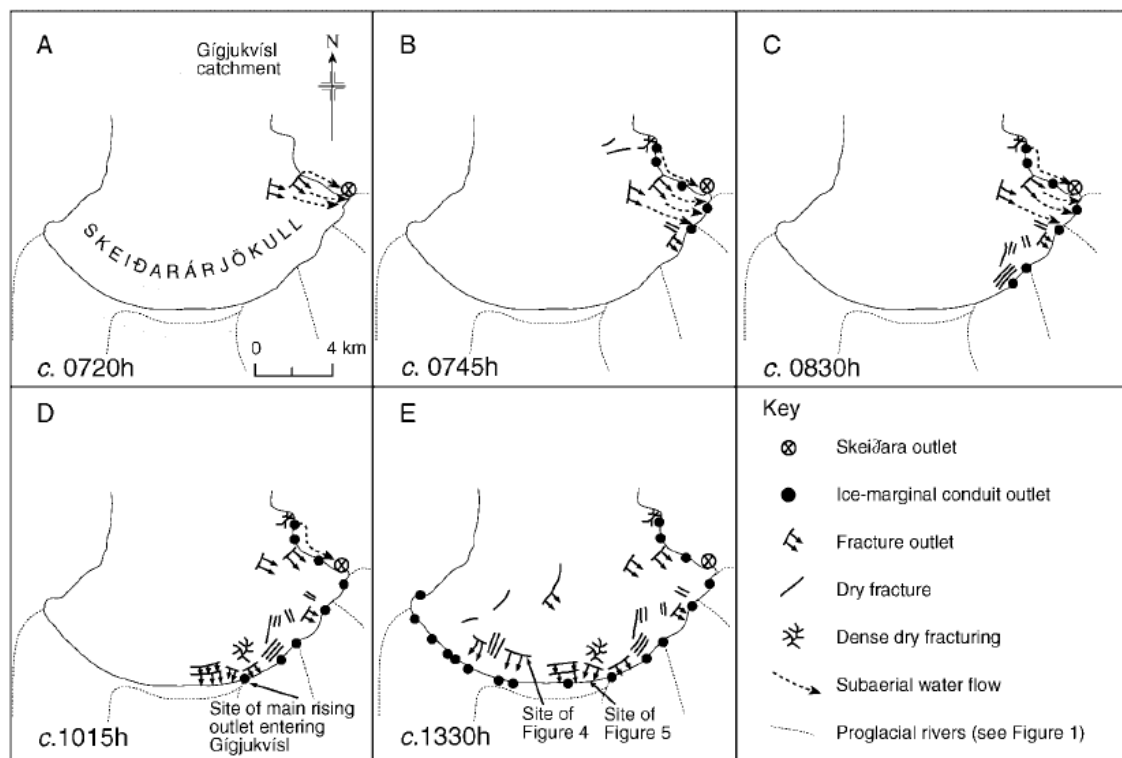 A
Gígjukvísl
catchment
N
SKEIÐARÁRJÖKULL
0 4 km
c. 0720h
B
c. 0745h
C
c. 0830h
D
Site of main rising
outlet entering
Gígjukvísl
c.1015h
E
Site of
Figure 4
Site of
Figure 5
c.1330h
Key
Skeiðara outlet
Ice-marginal conduit outlet
Fracture outlet
Dry fracture
Dense dry fracturing
Subaerial water flow
Proglacial rivers (see Figure 1)